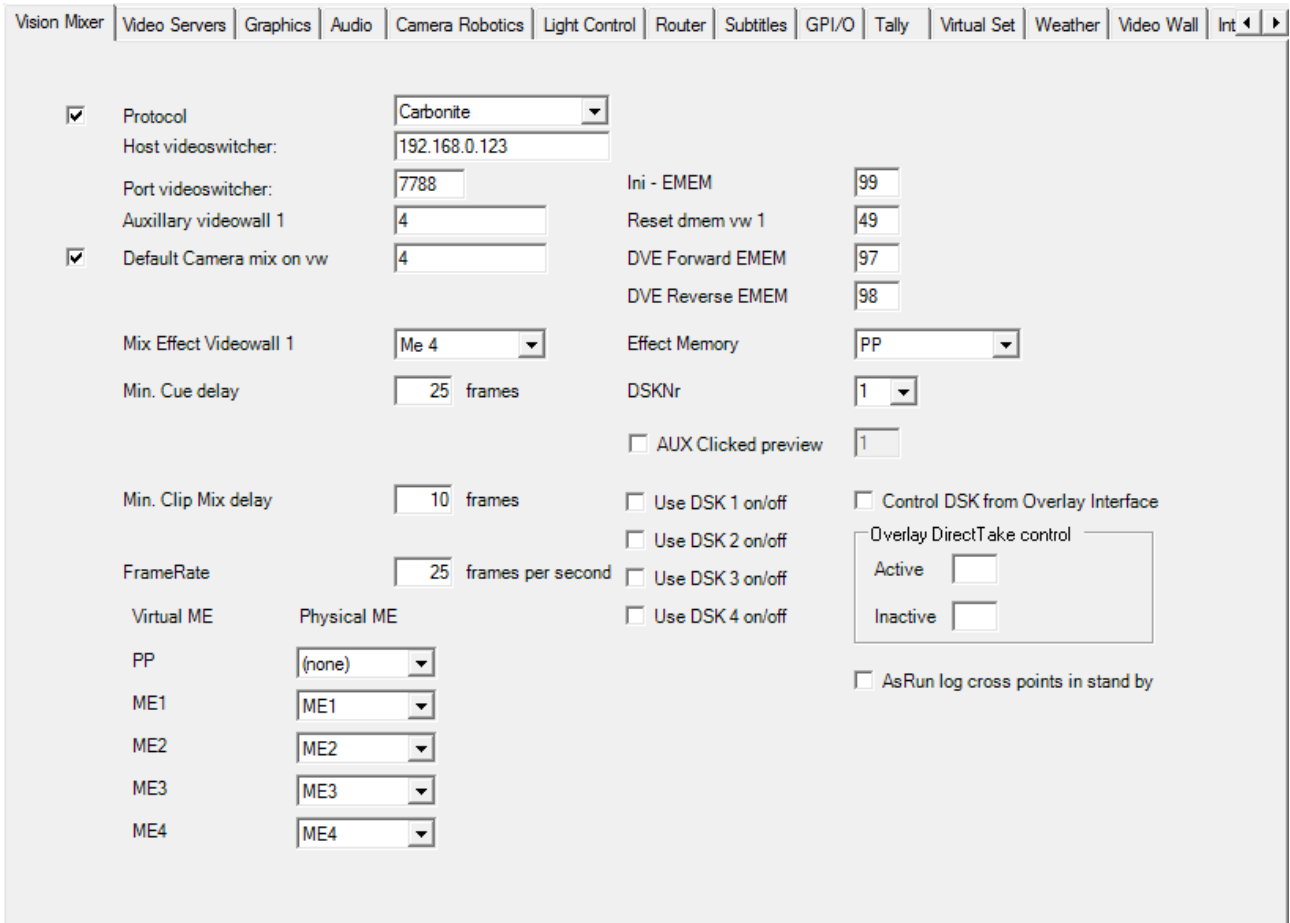 Vision Mixer Video Servers Graphics Audio Camera Robotics Light Control Router Subtitles GPI/O Tally Virtual Set Weather Video Wall Int
Protocol Carbonite
Host videoswitcher: 192.168.0.123
Port videoswitcher: 7788 Ini - EMEM 99
Auxillary videowall 1 4 Reset dmem vw 1 49
Default Camera mix on vw 4 DVE Forward EMEM 97
DVE Reverse EMEM 98
Mix Effect Videowall 1 Me 4 Effect Memory PP
Min. Cue delay 25 frames DSKNr 1
AUX Clicked preview 1
Min. Clip Mix delay 10 frames Use DSK 1 on/off Control DSK from Overlay Interface
Use DSK 2 on/off Overlay DirectTake control
FrameRate 25 frames per second Use DSK 3 on/off Active
Virtual ME Physical ME Use DSK 4 on/off Inactive
PP (none)
AsRun log cross points in stand by
ME1 ME1
ME2 ME2
ME3 ME3
ME4 ME4